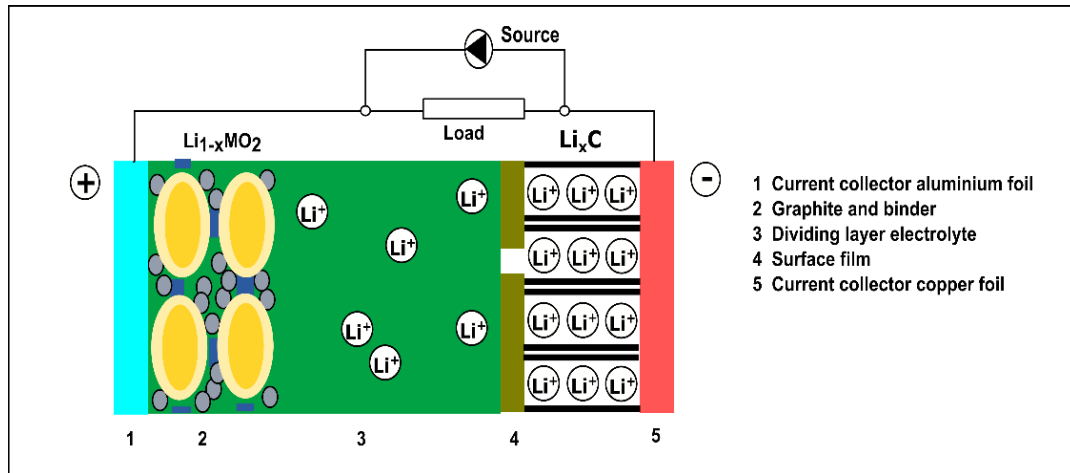 Source
Load
Li1-xMO2
LixC
+
-
Li+
Li+
Li+
Li+
Li+
Li+
Li+ Li+ Li+
Li+ Li+ Li+
Li+ Li+ Li+
Li+ Li+ Li+
1 Current collector aluminium foil
2 Graphite and binder
3 Dividing layer electrolyte
4 Surface film
5 Current collector copper foil
1 2 3 4 5